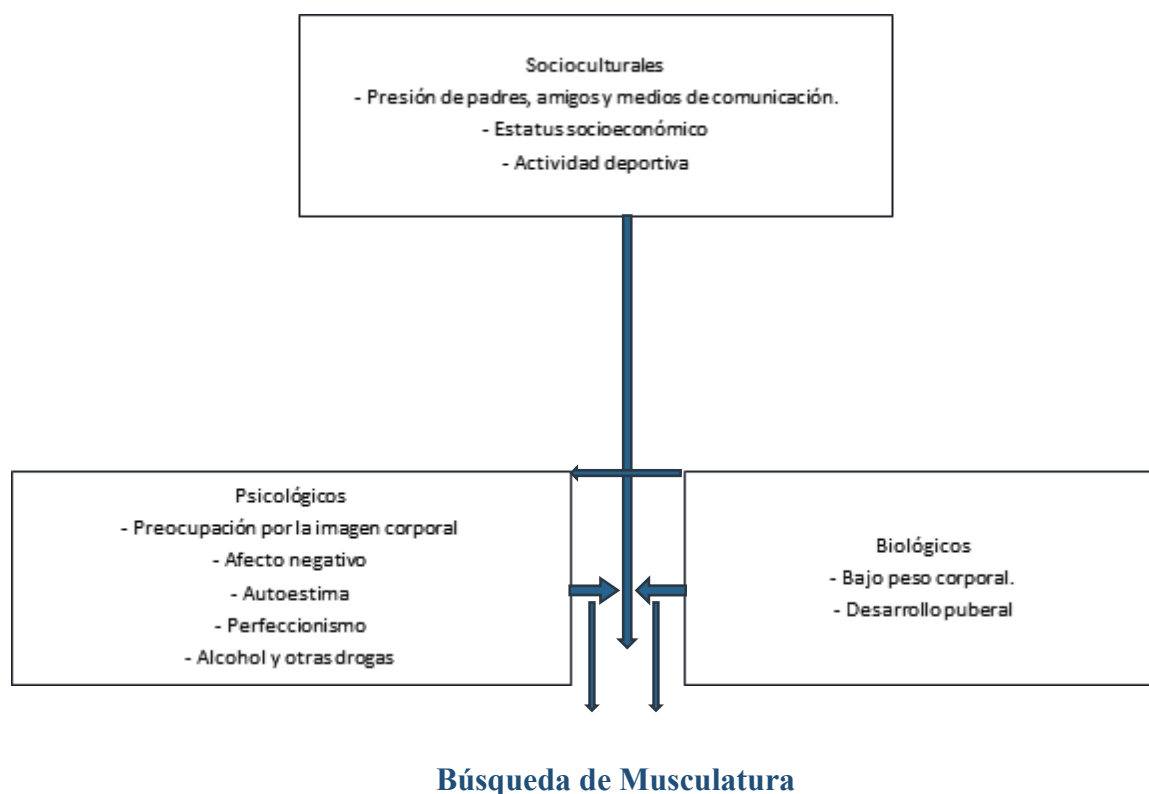 Socioculturales
- Presión de padres, amigos y medios de comunicación.
- Estatus socioeconómico
- Actividad deportiva
Psicológicos
- Preocupación por la imagen corporal
- Afecto negativo
- Autoestima
- Perfeccionismo
- Alcohol y otras drogas
Biológicos
- Bajo peso corporal.
- Desarrollo puberal
Búsqueda de Musculatura